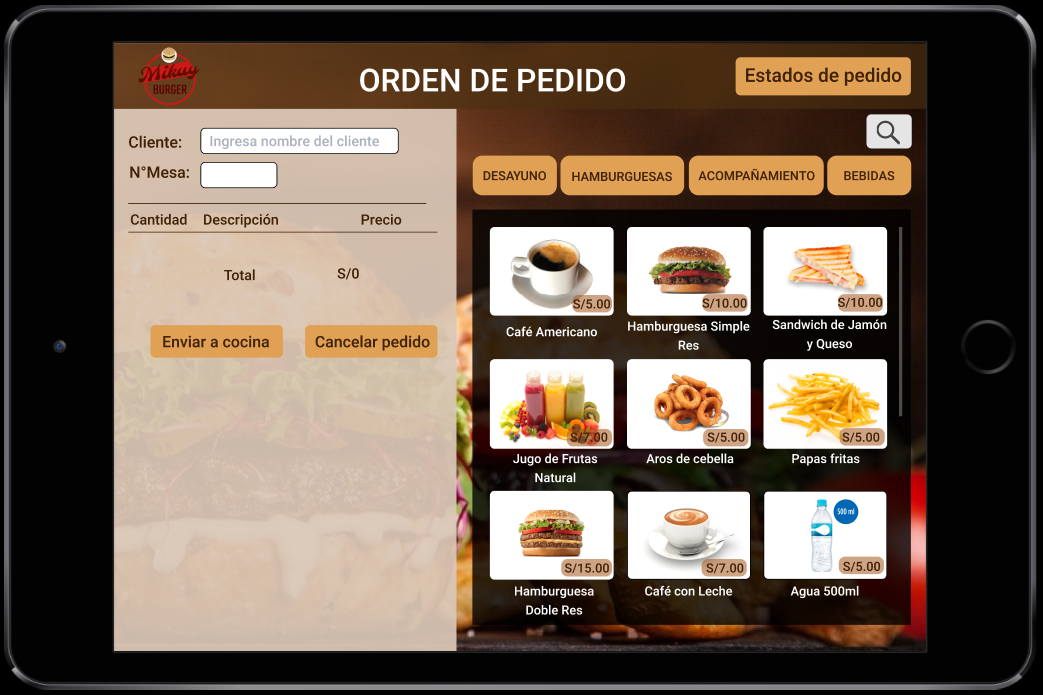 Mikuy
BURGER
ORDEN DE PEDIDO
Estados de pedido
Cliente:
Ingresa nombre del cliente
N°Mesa:
Cantidad Descripción Precio
Total S/0
Enviar a cocina
Cancelar pedido
DESAYUNO
HAMBURGUESAS
ACOMPAÑAMIENTO
BEBIDAS
S/5.00
Café Americano
S/10.00
Hamburguesa Simple
Res
S/10.00
Sandwich de Jamón
y Queso
S/7.00
Jugo de Frutas
Natural
S/5.00
Aros de cebella
S/5.00
Papas fritas
S/15.00
Hamburguesa
Doble Res
S/7.00
Café con Leche
500 ml
S/5.00
Agua 500ml